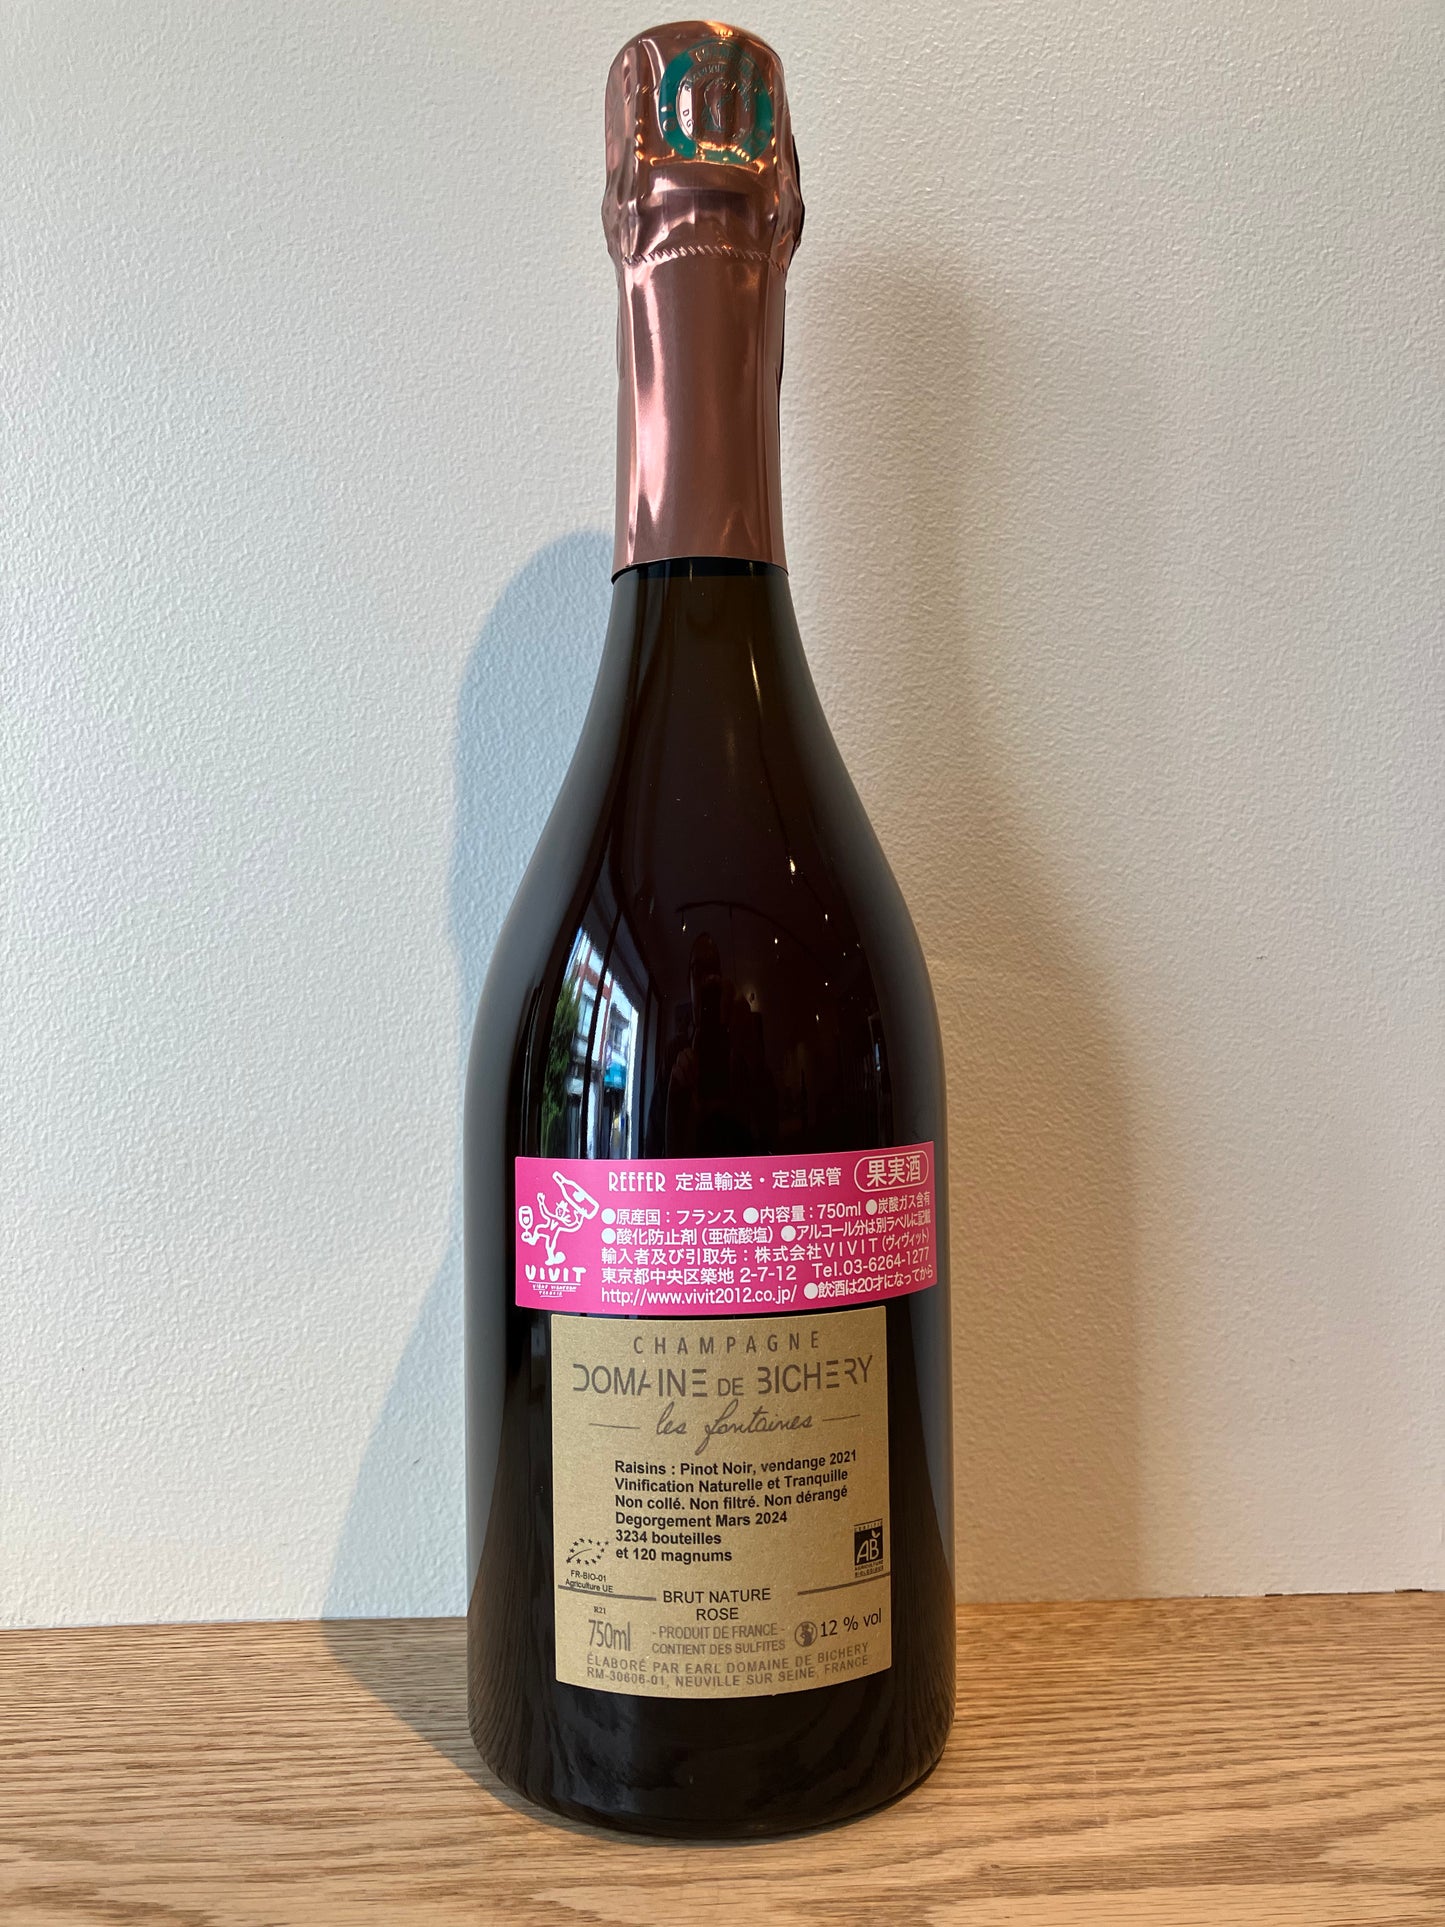 REEFER 定温輸送・定温保管 果実酒
●原産国：フランス ●内容量：750ml ●炭酸ガス含有
●酸化防止剤（亜硫酸塩） ●アルコール分は別ラベルに記載
輸入者及び引取先：株式会社VIVIT（ヴィヴィット）
東京都中央区築地 2-7-12 Tel.03-6264-1277
http://www.vivit2012.co.jp/ ●飲酒は20才になってから
VIVIT
CHAMPAGNE
DOMAINE DE BICHERY
les fontaines
Raisins : Pinot Noir, vendange 2021
Vinification Naturelle et Tranquille
Non collé. Non filtré. Non dérangé
Degorgement Mars 2024
3234 bouteilles
et 120 magnums
FR-BIO-01
Agriculture UE
CERTIFIÉ
AB
AGRICULTURE
BIOLOGIQUE
BRUT NATURE
ROSE
R21
750ml
- PRODUIT DE FRANCE -
CONTIENT DES SULFITES
12 % vol
ÉLABORÉ PAR EARL DOMAINE DE BICHERY
RM-30606-01, NEUVILLE SUR SEINE, FRANCE